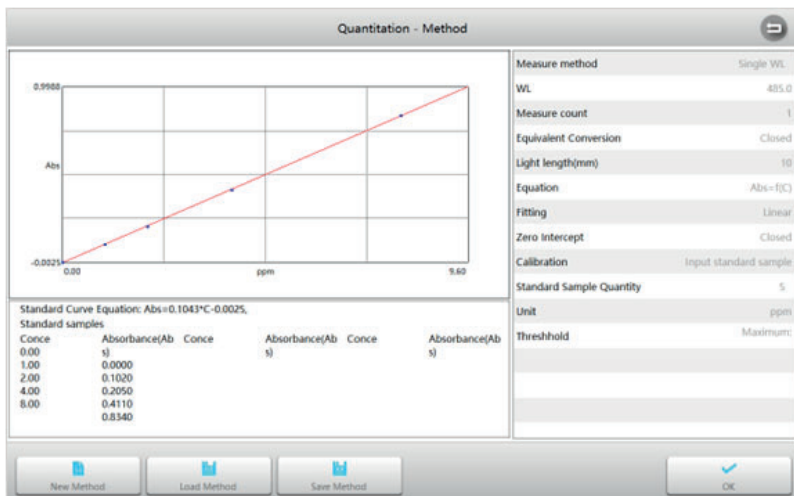 Quantitation - Method
0.9988
Abs
-0.0025
0.00
ppm
9.60
Standard Curve Equation: Abs=0.1043*C-0.0025,
Standard samples
Conce Absorbance(Ab Conce Absorbance(Ab Conce Absorbance(Ab
0.00 s) s) s)
1.00 0.0000
2.00 0.1020
4.00 0.2050
8.00 0.4110
0.8340
Measure method Single WL
WL 485.0
Measure count 1
Equivalent Conversion Closed
Light length(mm) 10
Equation Abs=f(C)
Fitting Linear
Zero Intercept Closed
Calibration Input standard sample
Standard Sample Quantity 5
Unit ppm
Threshhold Maximum:
New Method
Load Method
Save Method
OK